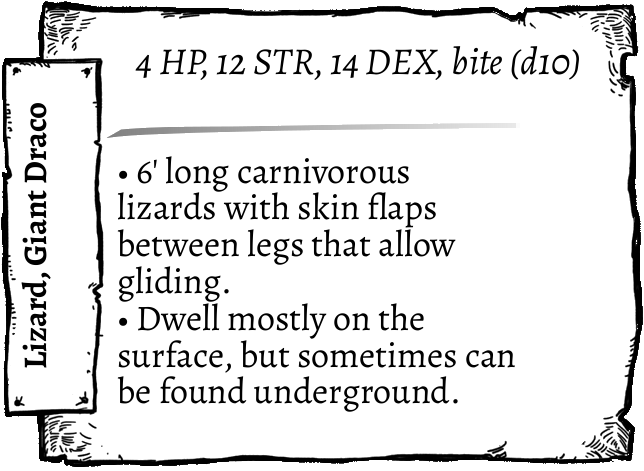 4 HP, 12 STR, 14 DEX, bite (d10)
Lizard, Giant Draco
• 6' long carnivorous
lizards with skin flaps
between legs that allow
gliding.
• Dwell mostly on the
surface, but sometimes can
be found underground.